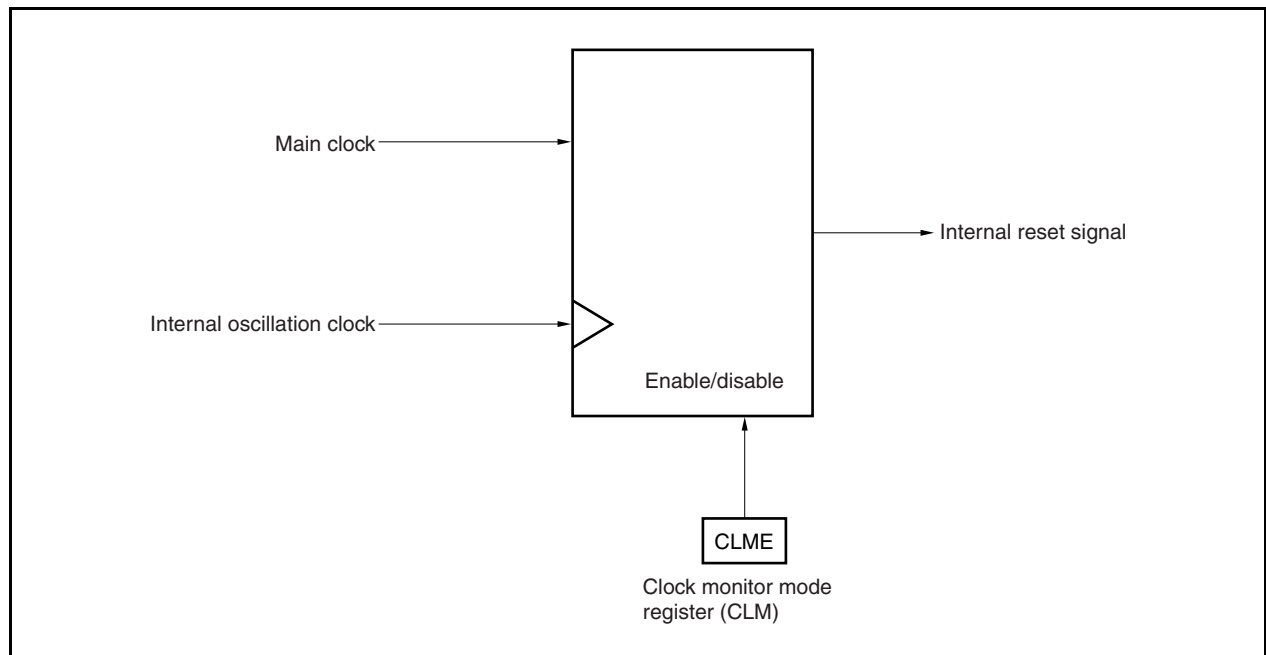 Main clock
Internal reset signal
Internal oscillation clock
Enable/disable
CLME
Clock monitor mode
register (CLM)